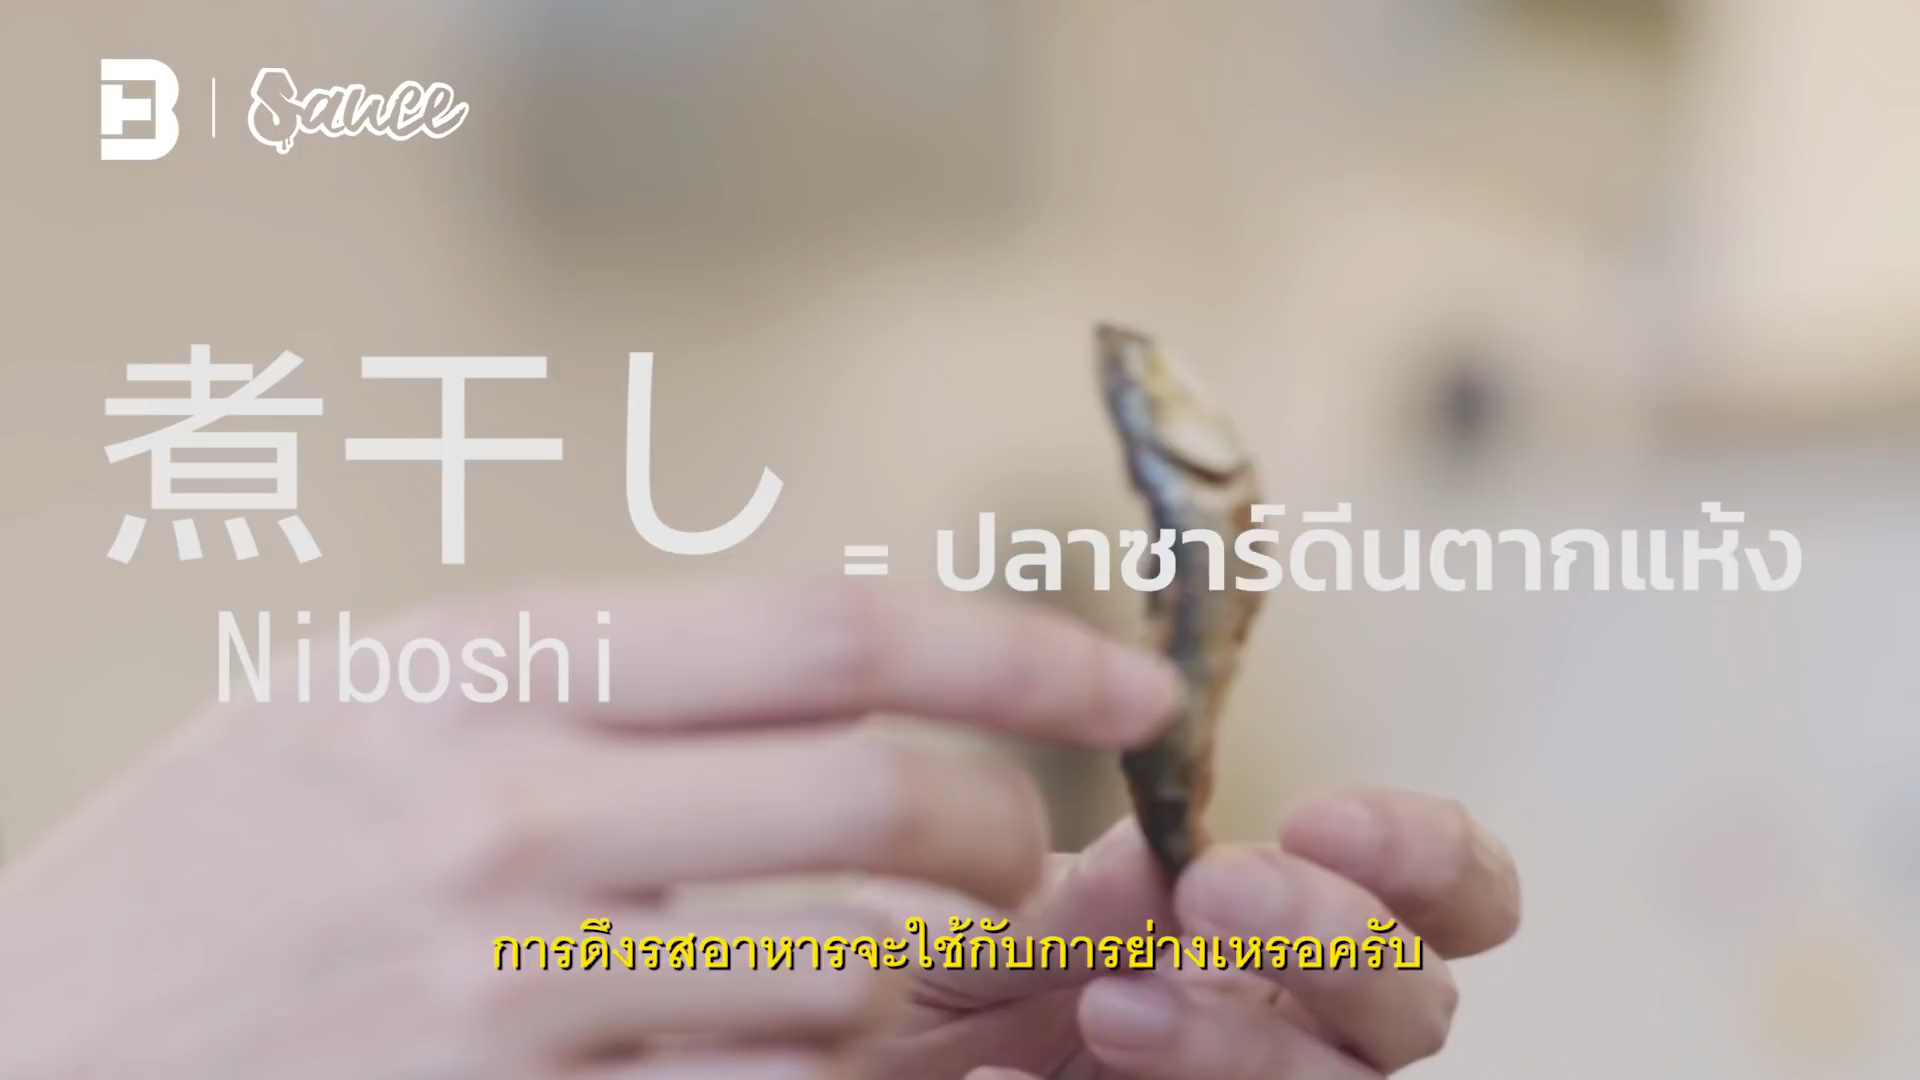 B | Sauce
煮干し
= ปลาซาร์ดีนตากแห้ง
Niboshi
การดึงรสอาหารจะใช้กับการย่างเหรอครับ